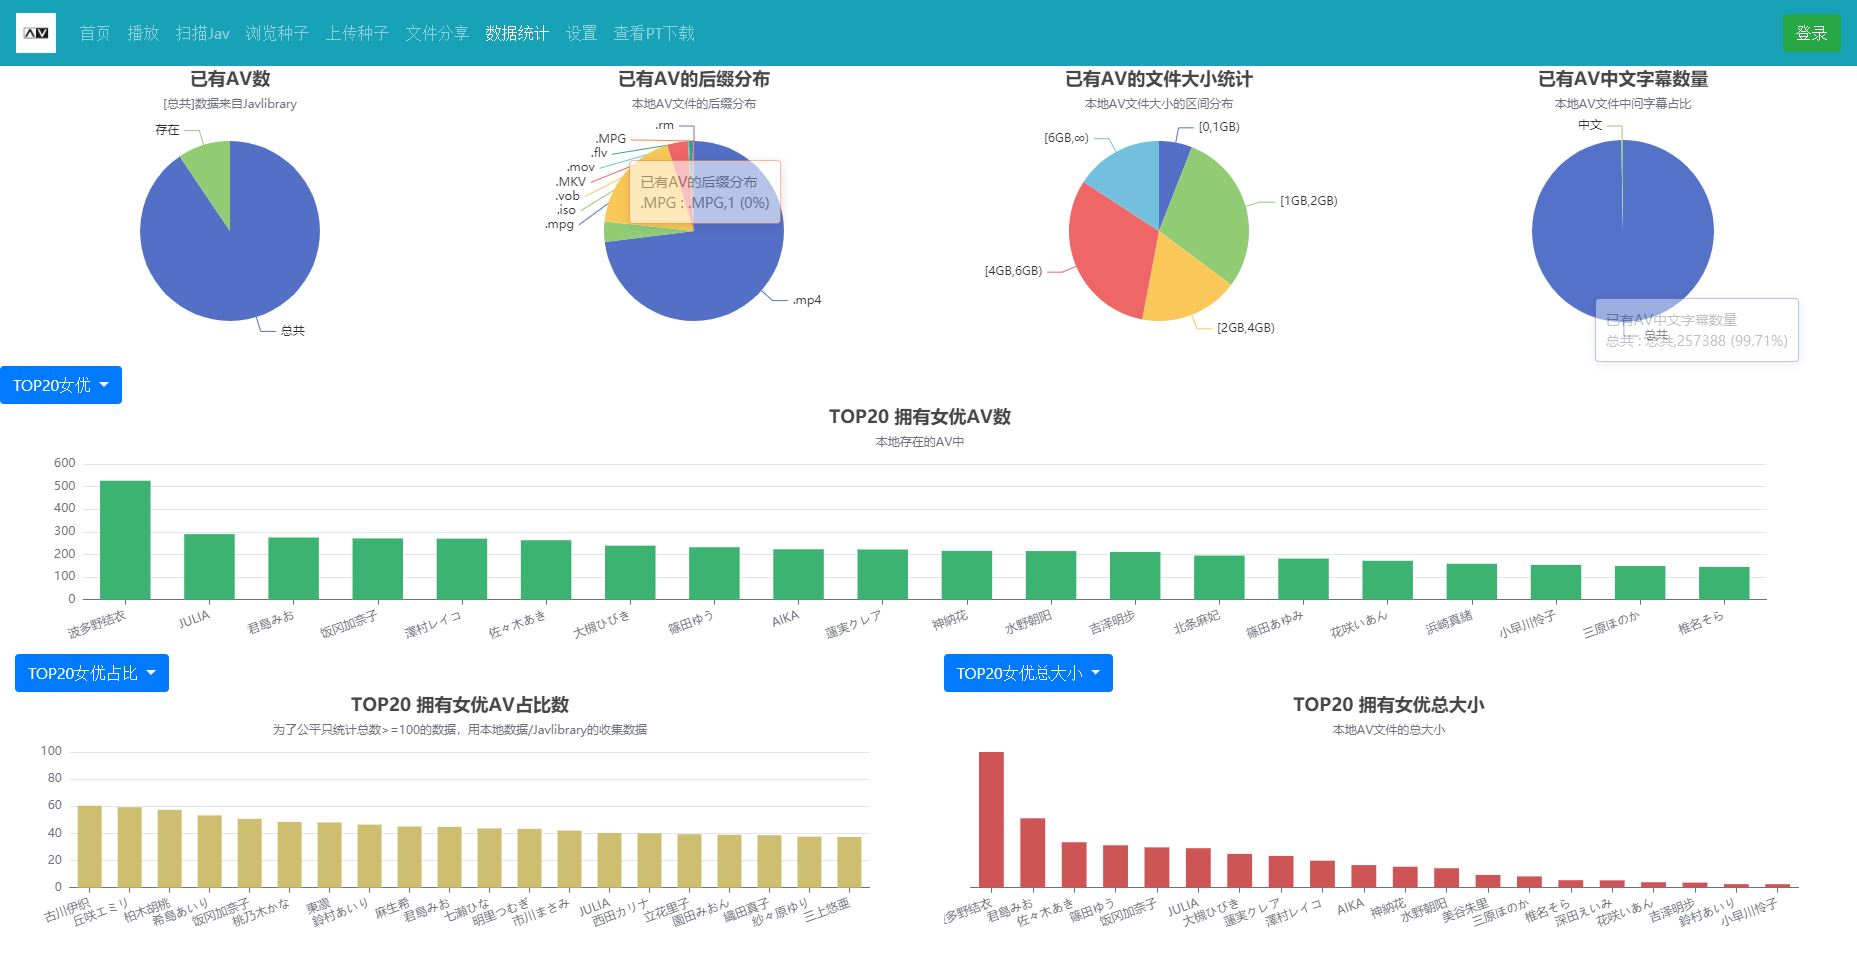 AV 首页 播放 扫描Jav 浏览种子 上传种子 文件分享 数据统计 设置 查看PT下载 登录
已有AV数
[总共]数据来自Javlibrary
存在
总共
已有AV的后缀分布
本地AV文件的后缀分布
.rm
.MPG
.flv
.mov
.MKV
.vob
.iso
.mpg
.mp4
已有AV的后缀分布
.MPG : .MPG,1 (0%)
已有AV的文件大小统计
本地AV文件大小的区间分布
[0,1GB)
[6GB,∞)
[1GB,2GB)
[4GB,6GB)
[2GB,4GB)
已有AV中文字幕数量
本地AV文件中问字幕占比
中文
总共
已有AV中文字幕数量
总共 : 总共,257388 (99.71%)
TOP20女优
TOP20 拥有女优AV数
本地存在的AV中
600
500
400
300
200
100
0
波多野结衣 JULIA 君島みお 饭冈加奈子 澤村レイコ 佐々木あき 大槻ひびき 篠田ゆう AIKA 蓮実クレア 神納花 水野朝阳 吉泽明步 北条麻妃 篠田あゆみ 花咲いあん 浜崎真緒 小早川怜子 三原ほのか 椎名そら
TOP20女优占比
TOP20 拥有女优AV占比数
为了公平只统计总数>=100的数据，用本地数据/Javlibrary的收集数据
100
80
60
40
20
0
古川伊织 丘咲エミリ 柏木胡桃 希島あいり 饭冈加奈子 桃乃木かな 東凛 鈴村あいり 麻生希 君島みお 七瀬ひな 明里つむぎ 市川まさみ JULIA 西田カリナ 立花里子 園田みおん 鶴田真子 紗々原ゆり 三上悠亜
TOP20女优总大小
TOP20 拥有女优总大小
本地AV文件的总大小
多野结衣 君島みお 佐々木あき 篠田ゆう 饭冈加奈子 JULIA 大槻ひびき 蓮実クレア 澤村レイコ AIKA 神納花 水野朝阳 美谷朱里 三原ほのか 椎名そら 深田えいみ 花咲いあん 吉泽明步 鈴村あいり 小早川怜子